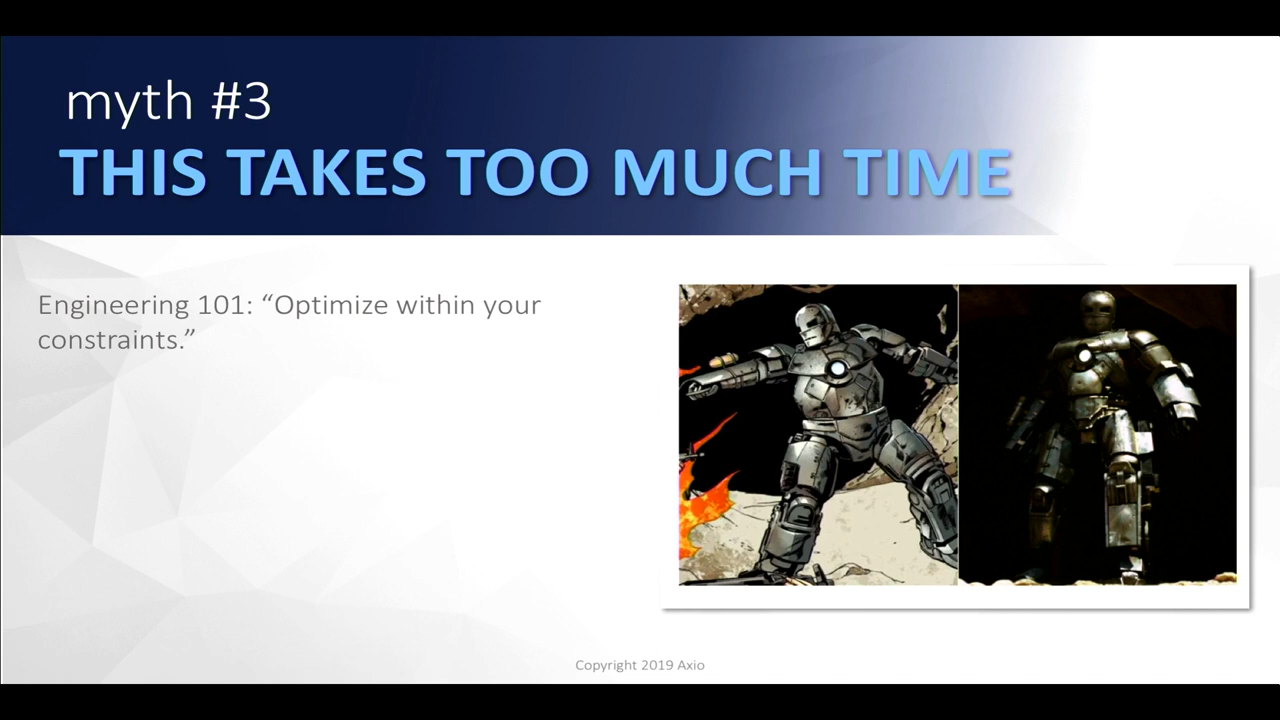 myth #3
THIS TAKES TOO MUCH TIME
Engineering 101: “Optimize within your
constraints.”
Copyright 2019 Axio